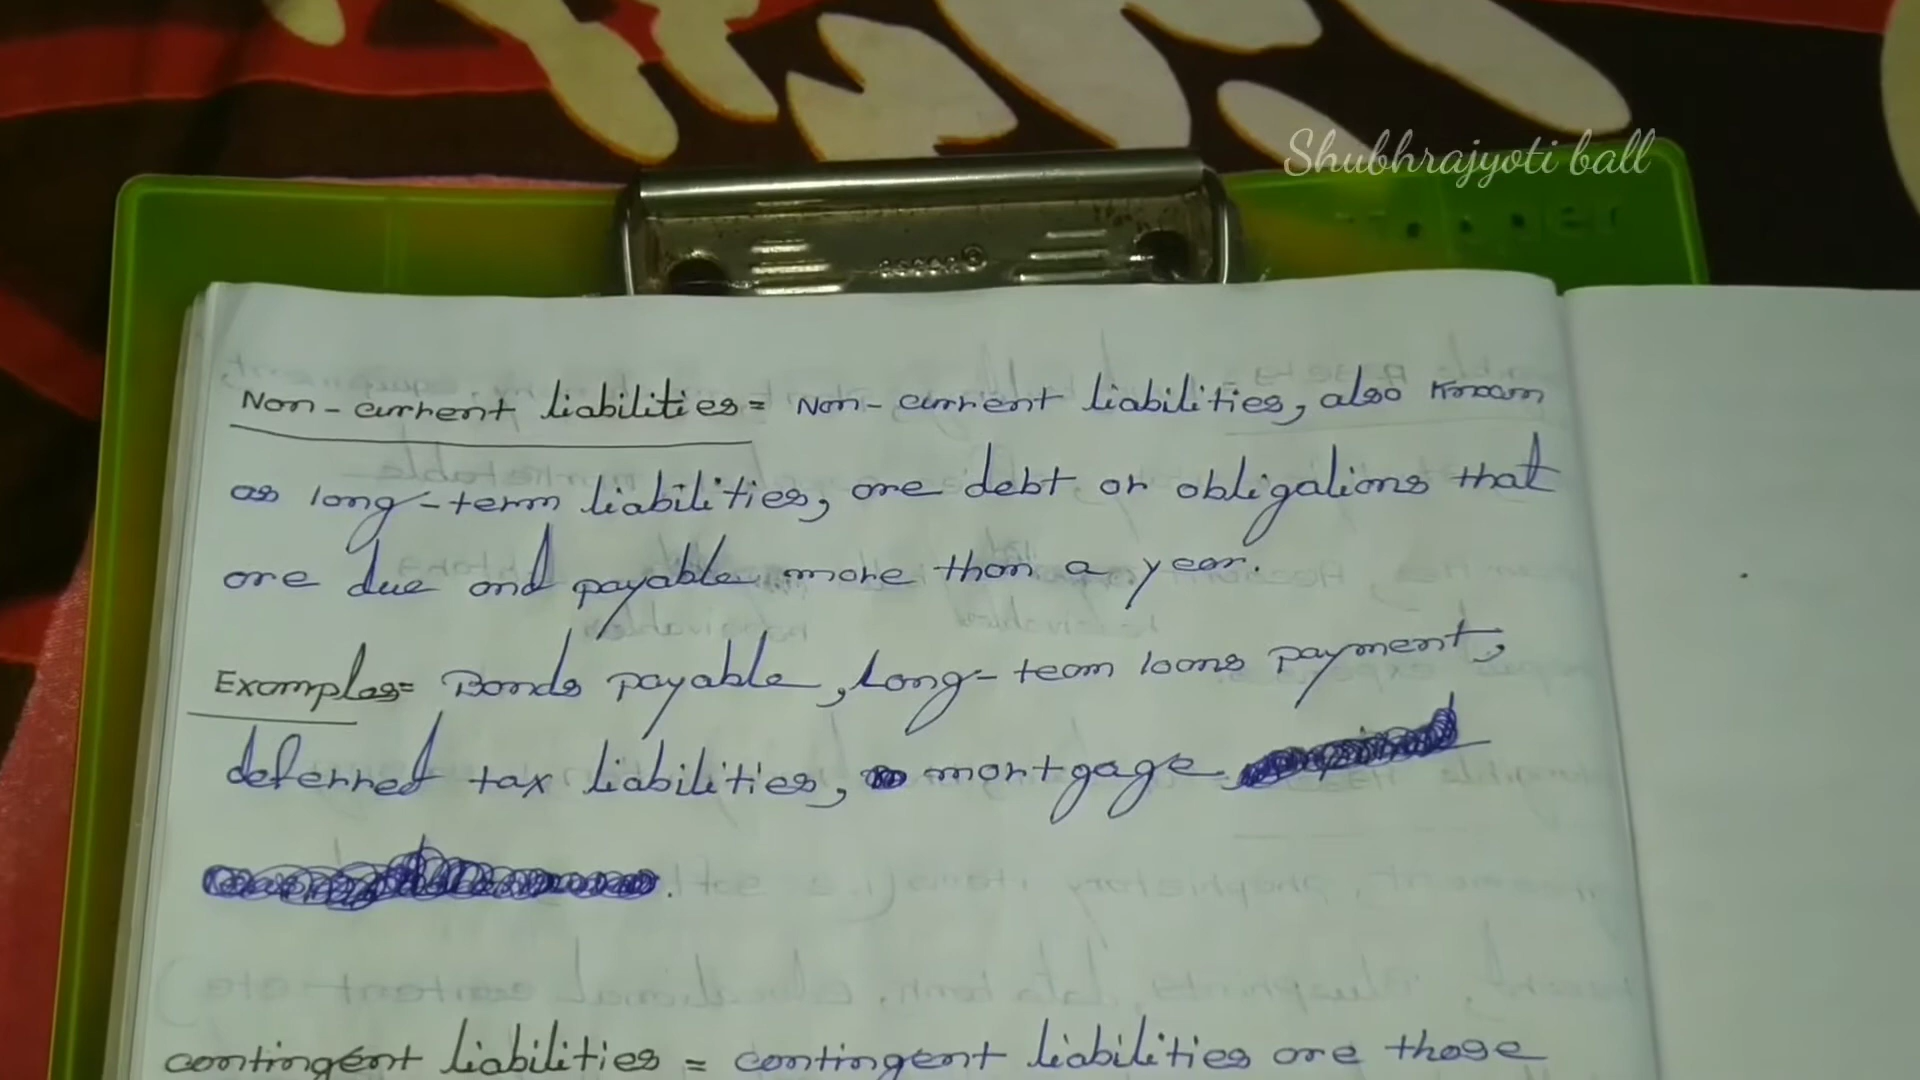 Shubhrajyoti ball
Non-current liabilities = Non-current liabilities, also known
as long-term liabilities, are debt or obligations that
are due and payable more than a year.
Examples = Bonds payable, Long-term loans payment,
deferred tax liabilities, mortgage
contingent liabilities = contingent liabilities are those